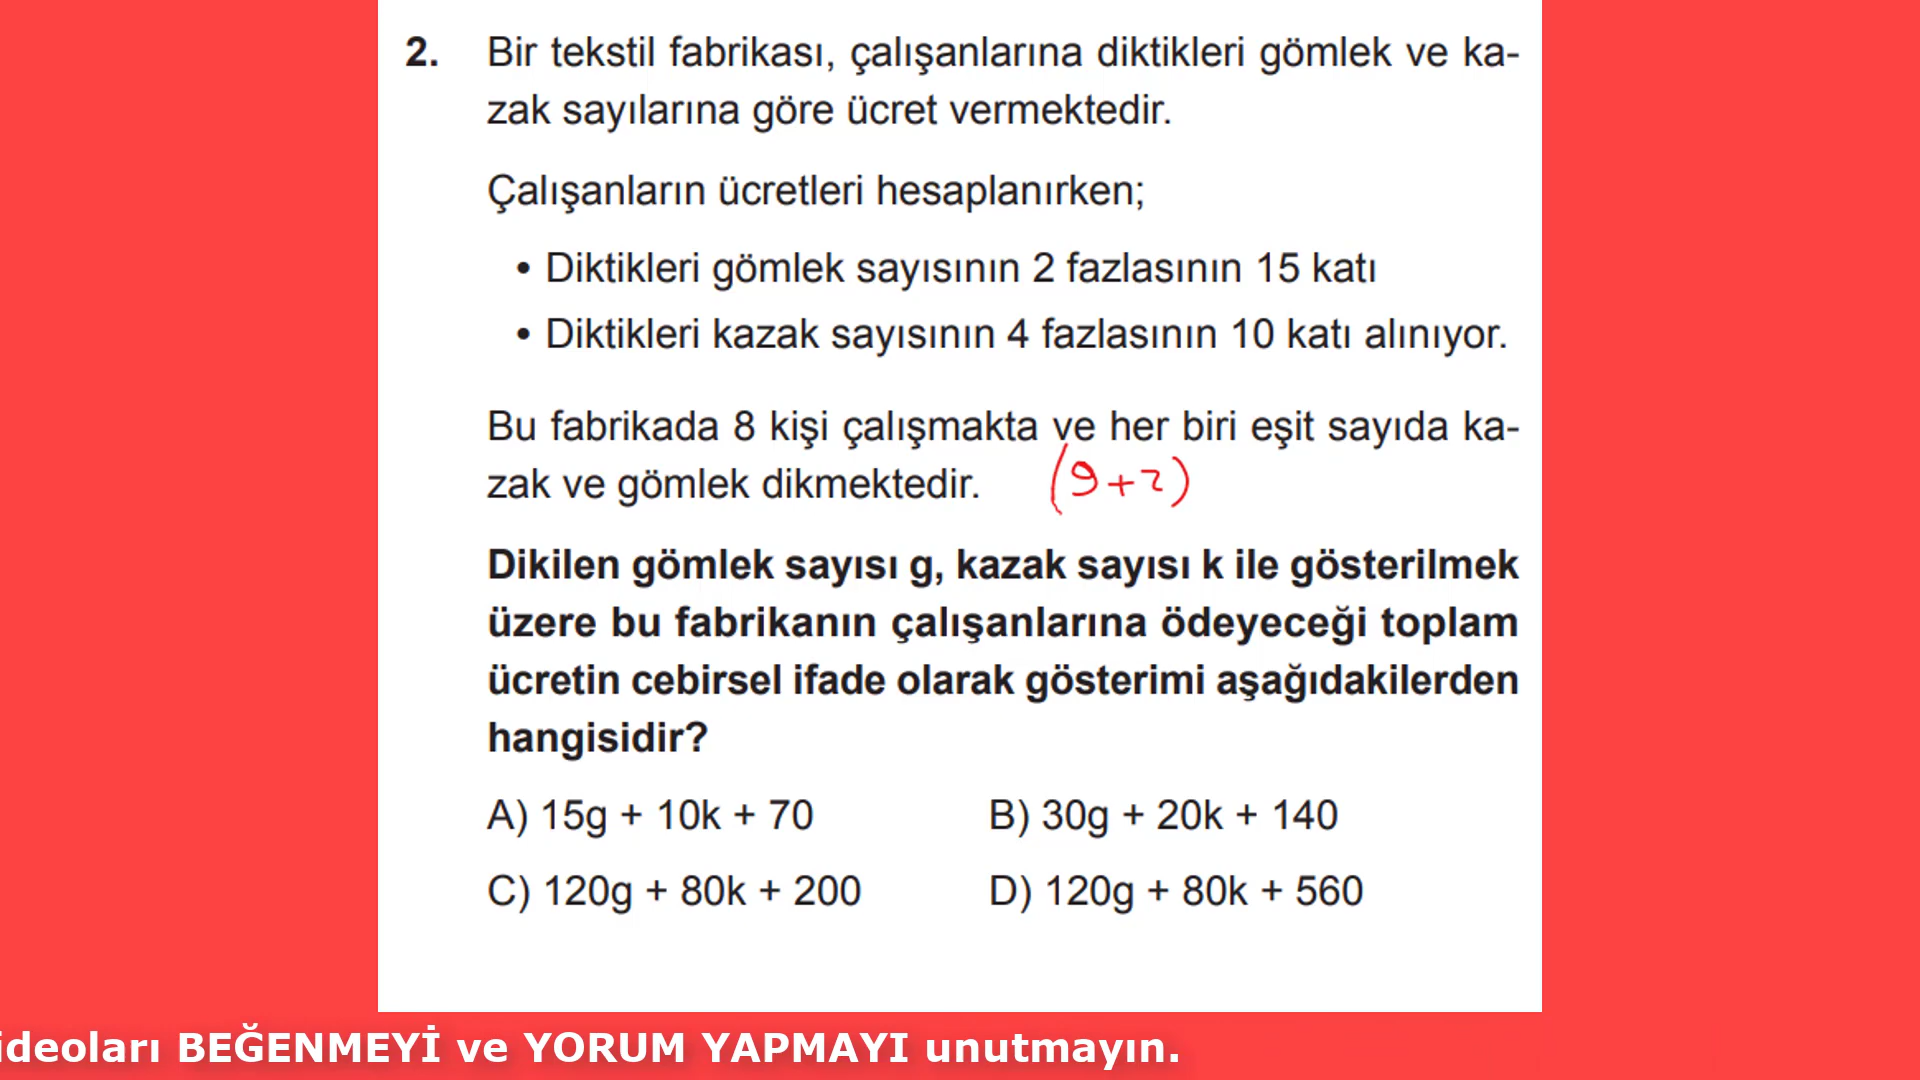 2. Bir tekstil fabrikası, çalışanlarına diktikleri gömlek ve ka-
zak sayılarına göre ücret vermektedir.
Çalışanların ücretleri hesaplanırken;
• Diktikleri gömlek sayısının 2 fazlasının 15 katı
• Diktikleri kazak sayısının 4 fazlasının 10 katı alınıyor.
Bu fabrikada 8 kişi çalışmakta ve her biri eşit sayıda ka-
zak ve gömlek dikmektedir. (g+2)
Dikilen gömlek sayısı g, kazak sayısı k ile gösterilmek
üzere bu fabrikanın çalışanlarına ödeyeceği toplam
ücretin cebirsel ifade olarak gösterimi aşağıdakilerden
hangisidir?
A) 15g + 10k + 70 B) 30g + 20k + 140
C) 120g + 80k + 200 D) 120g + 80k + 560
ideoları BEĞENMEYİ ve YORUM YAPMAYI unutmayın.